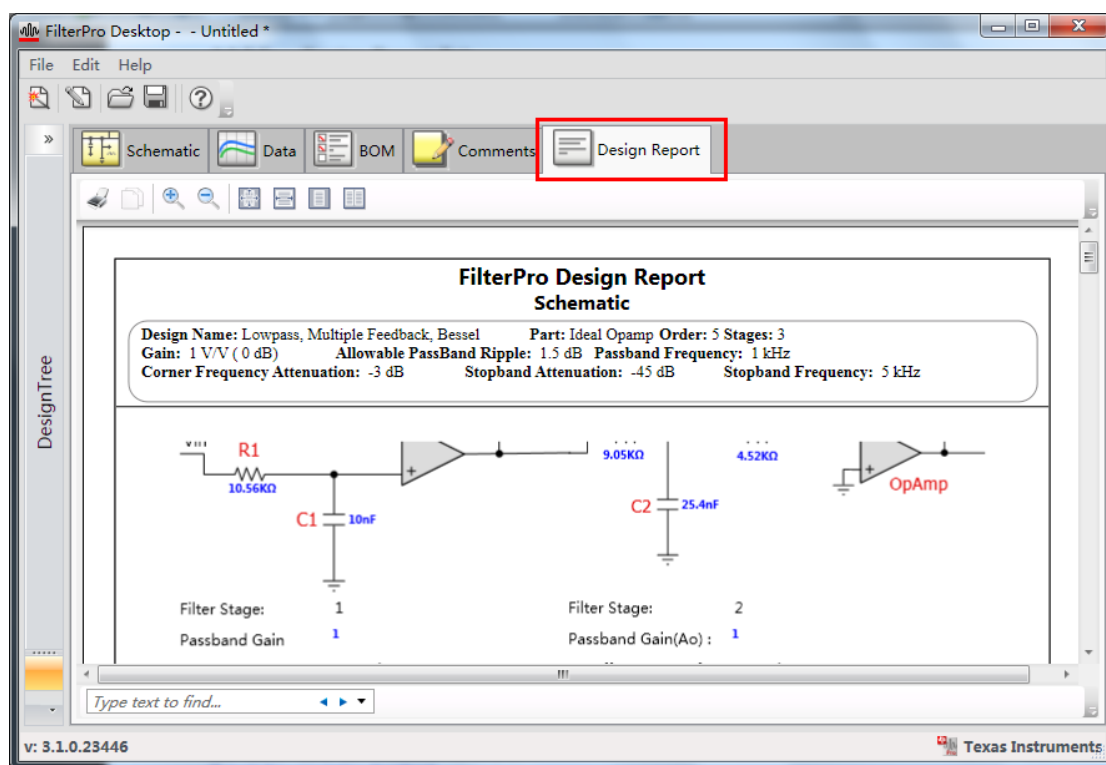 FilterPro Desktop - - Untitled *
File Edit Help
Schematic Data BOM Comments Design Report
DesignTree
FilterPro Design Report
Schematic
Design Name: Lowpass, Multiple Feedback, Bessel Part: Ideal Opamp Order: 5 Stages: 3
Gain: 1 V/V ( 0 dB) Allowable PassBand Ripple: 1.5 dB Passband Frequency: 1 kHz
Corner Frequency Attenuation: -3 dB Stopband Attenuation: -45 dB Stopband Frequency: 5 kHz
R1
10.56KΩ
9.05KΩ
4.52KΩ
OpAmp
C1 10nF
C2 25.4nF
Filter Stage: 1
Filter Stage: 2
Passband Gain 1
Passband Gain(Ao) : 1
Type text to find...
v: 3.1.0.23446
Texas Instruments